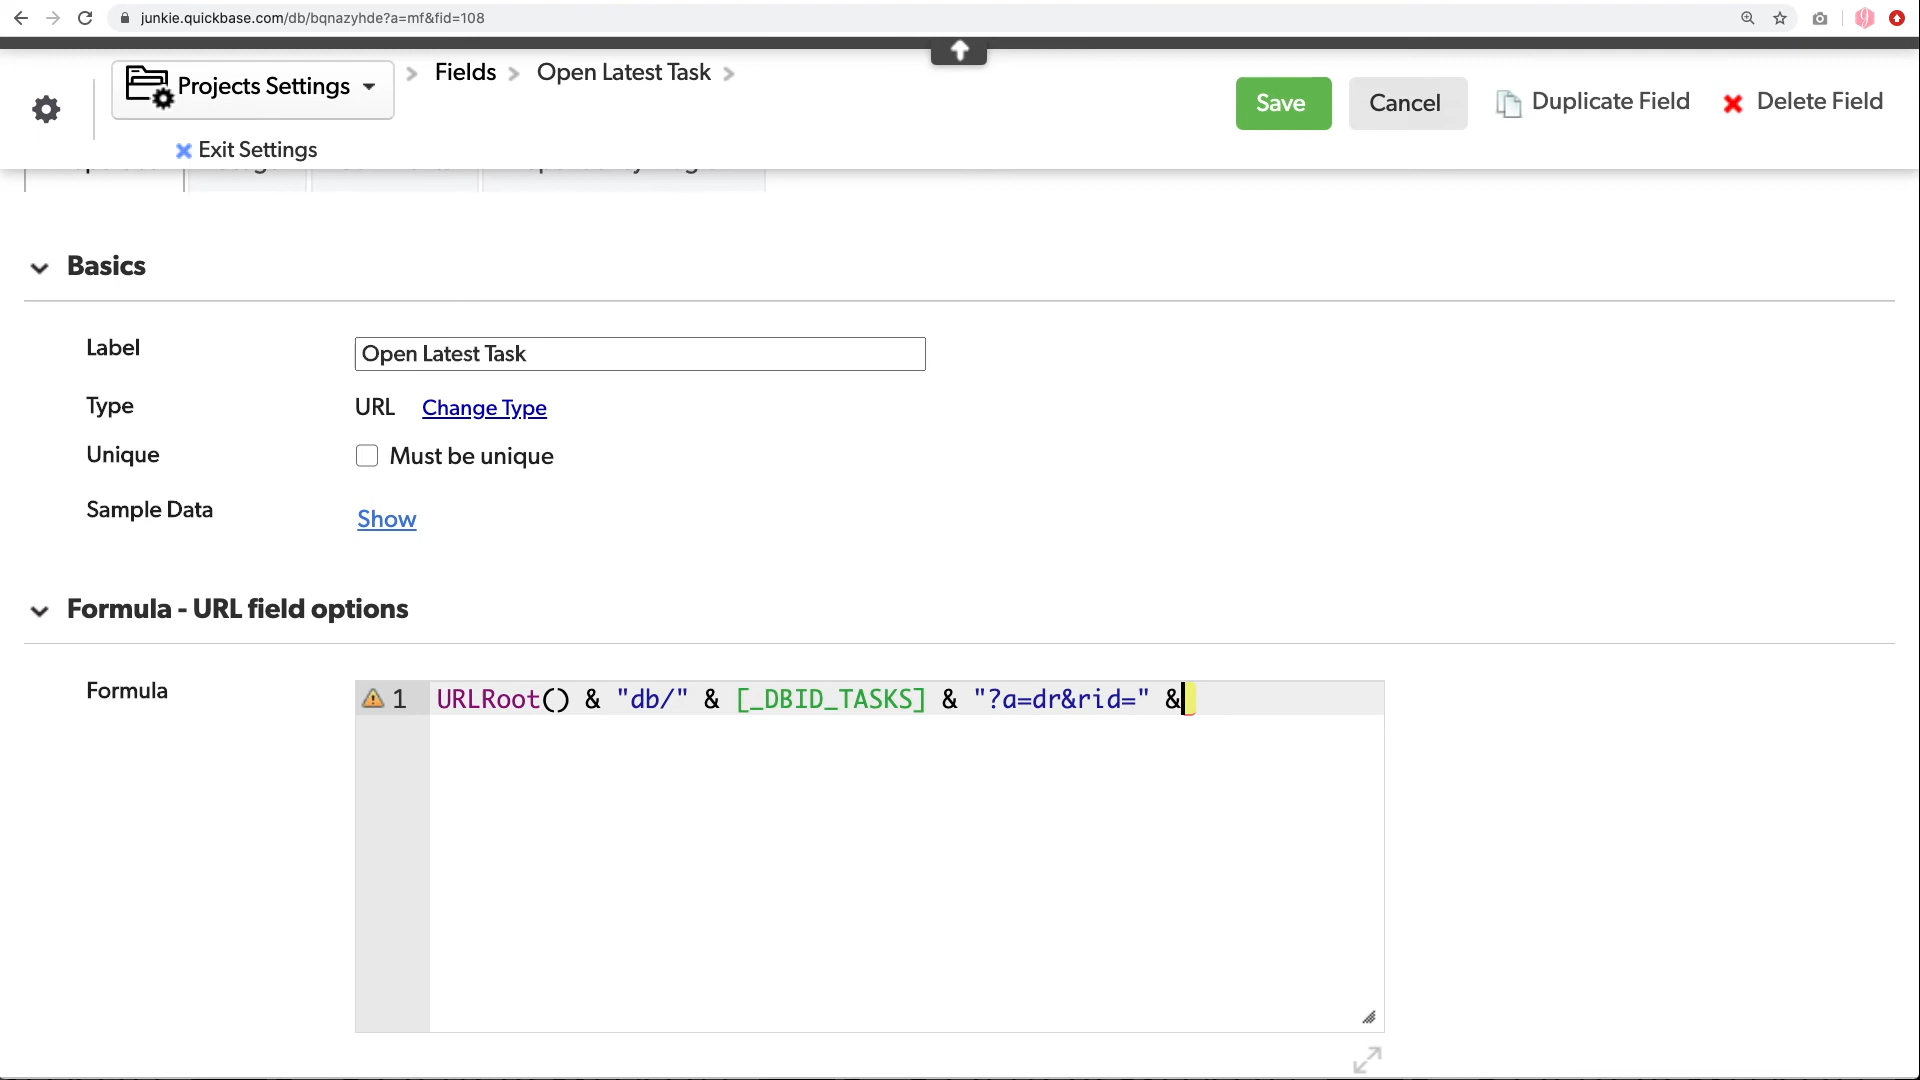 junkie.quickbase.com/db/bqnazyhde?a=mf&fid=108
Projects Settings
Fields
Open Latest Task
Exit Settings
Save
Cancel
Duplicate Field
Delete Field
Basics
Label
Open Latest Task
Type
URL
Change Type
Unique
Must be unique
Sample Data
Show
Formula - URL field options
Formula
1 URLRoot() & "db/" & [_DBID_TASKS] & "?a=dr&rid=" &